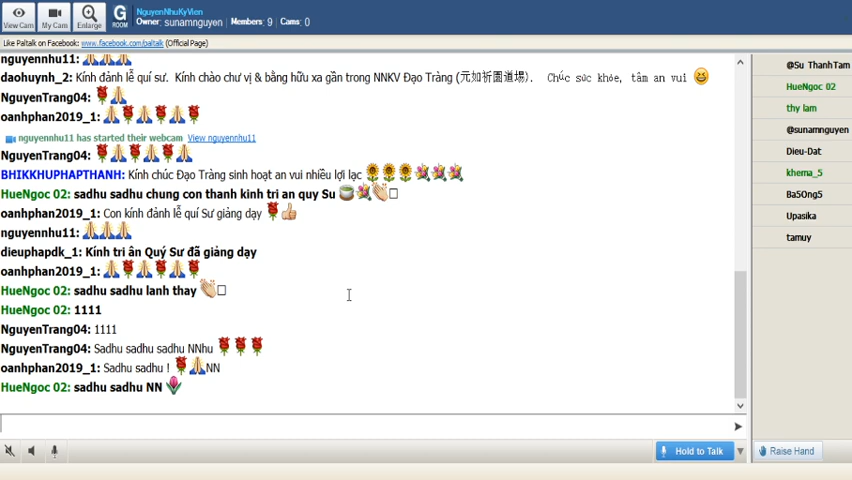 NguyenNhuKyVien
Owner: sunamnguyen Members: 9 Cams: 0
View Cam My Cam Enlarge G ROOM
Like Paltalk on Facebook: www.facebook.com/paltalk (Official Page)
nguyennhu11:
daohuynh_2: Kính đảnh lễ quí sư. Kính chào chư vị & bằng hữu xa gần trong NNKV Đạo Tràng (元如祈園道場). Chúc sức khỏe, tâm an vui
NguyenTrang04:
oanhphan2019_1:
nguyennhu11 has started their webcam View nguyennhu11
NguyenTrang04:
BHIKKHUPHAPTHANH: Kính chúc Đạo Tràng sinh hoạt an vui nhiều lợi lạc
HueNgoc 02: sadhu sadhu chung con thanh kinh tri an quy Su
oanhphan2019_1: Con kính đảnh lễ quí Sư giảng dạy
nguyennhu11:
dieuphapdk_1: Kính tri ân Quý Sư đã giảng dạy
oanhphan2019_1:
HueNgoc 02: sadhu sadhu lanh thay
HueNgoc 02: 1111
NguyenTrang04: 1111
NguyenTrang04: Sadhu sadhu sadhu NNhu
oanhphan2019_1: Sadhu sadhu ! NN
HueNgoc 02: sadhu sadhu NN
@Su ThanhTam
HueNgoc 02
thy lam
@sunamnguyen
Dieu-Dat
khema_5
Ba5Ong5
Upasika
tamuy
Hold to Talk
Raise Hand